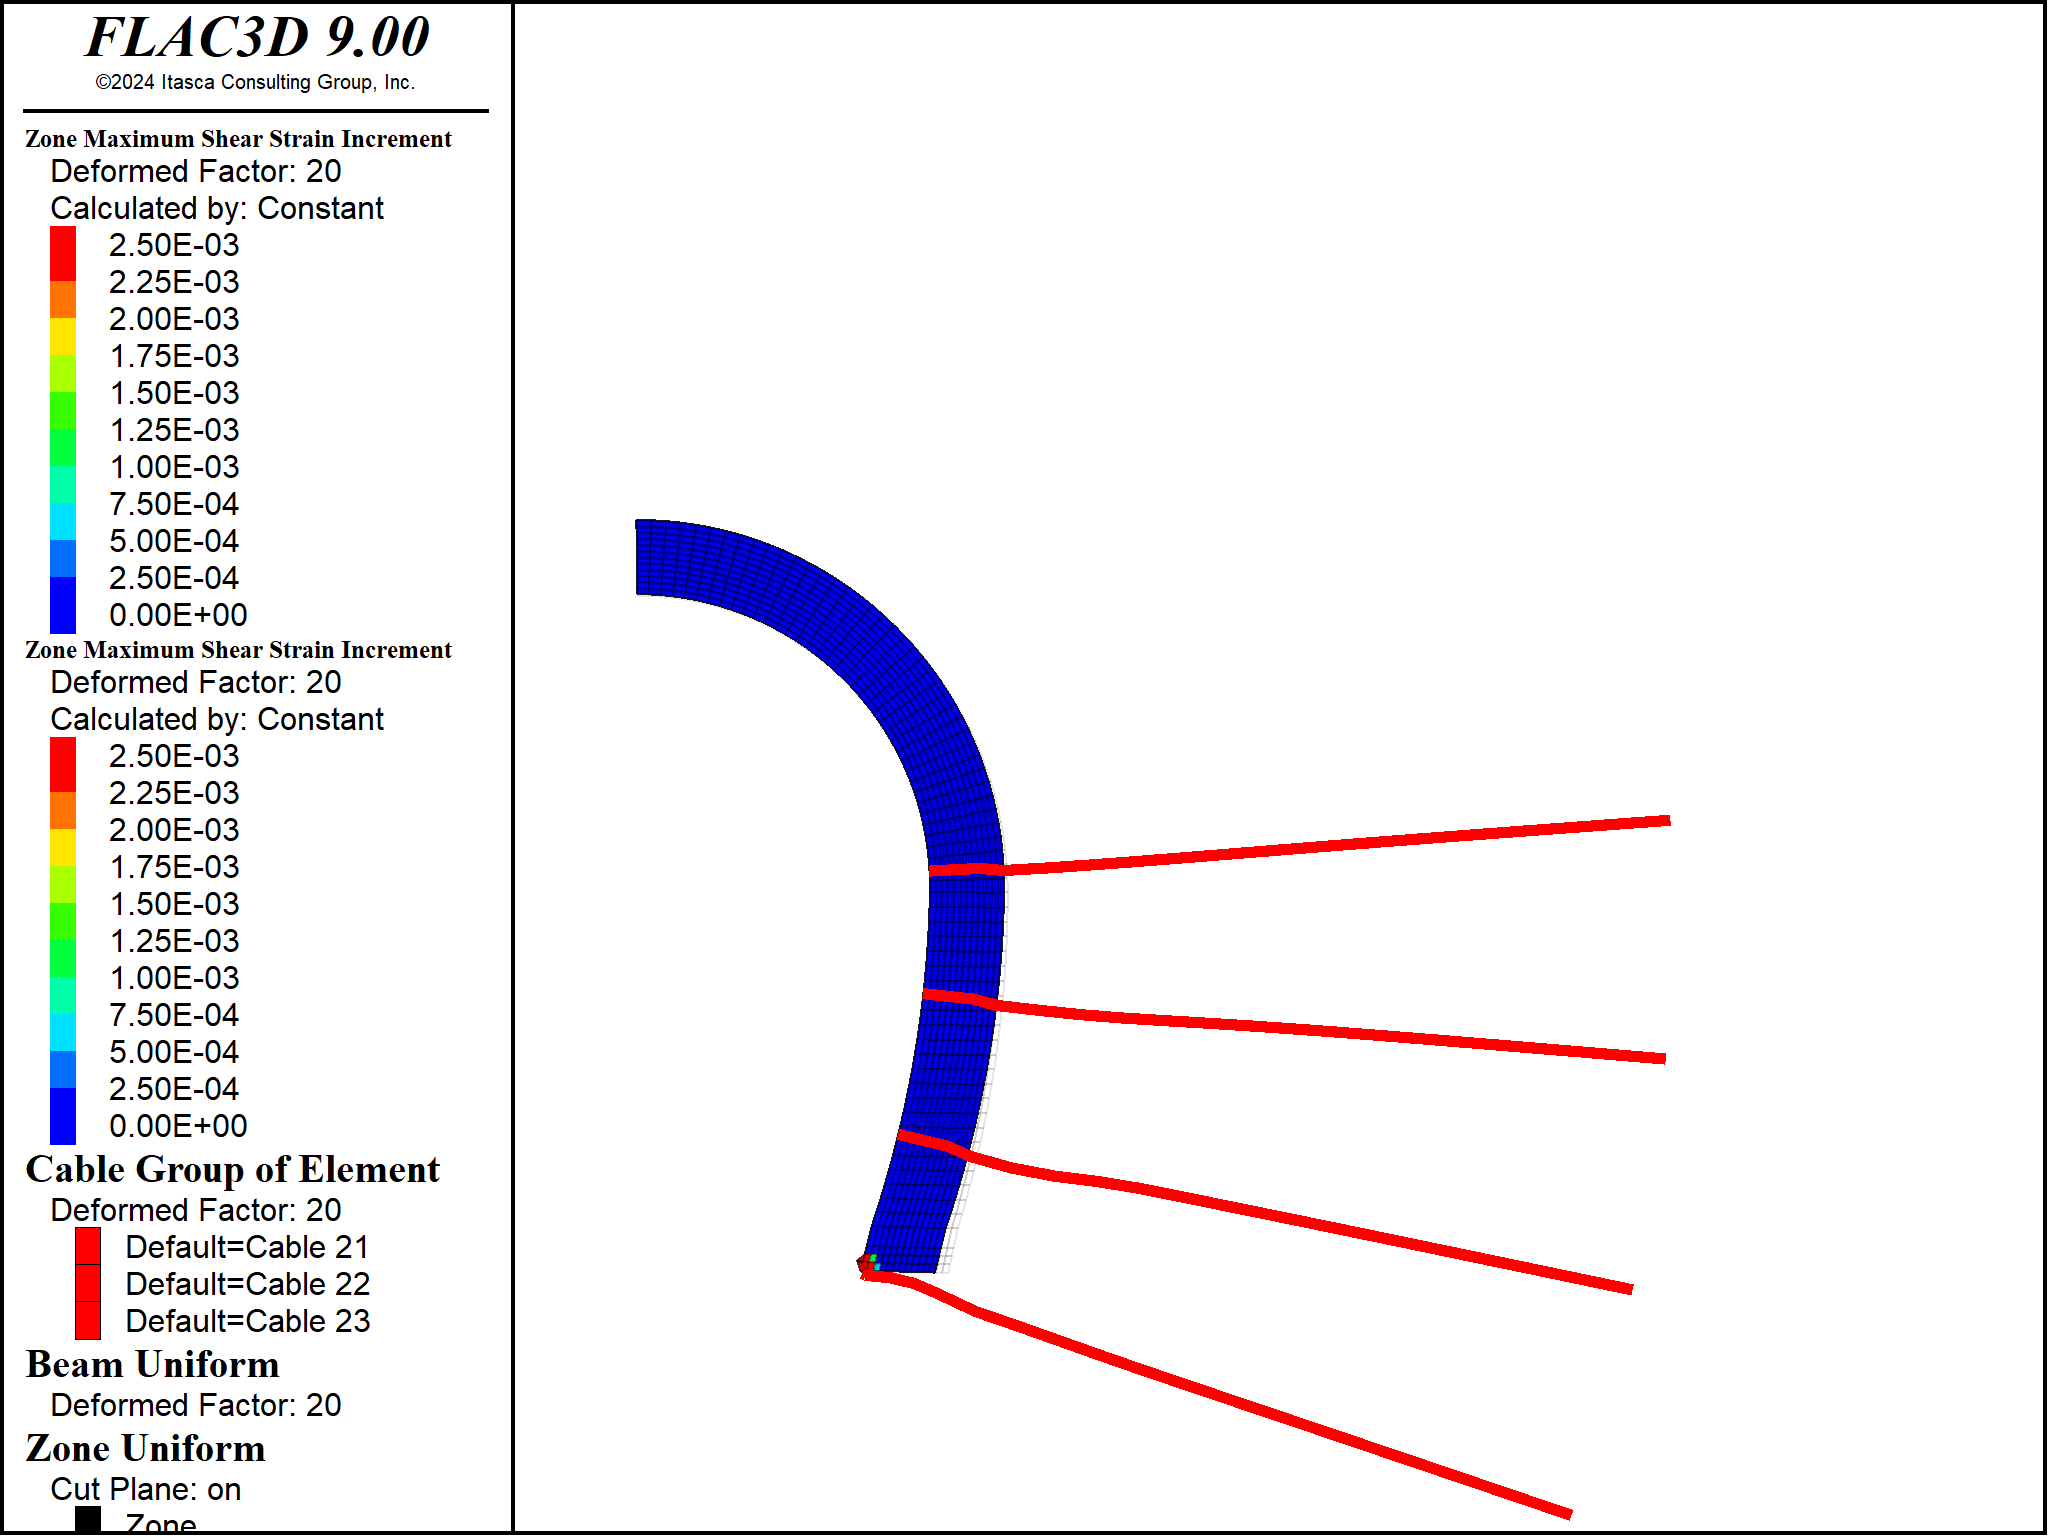 FLAC3D 9.00
©2024 Itasca Consulting Group, Inc.
Zone Maximum Shear Strain Increment
Deformed Factor: 20
Calculated by: Constant
2.50E-03
2.25E-03
2.00E-03
1.75E-03
1.50E-03
1.25E-03
1.00E-03
7.50E-04
5.00E-04
2.50E-04
0.00E+00
Zone Maximum Shear Strain Increment
Deformed Factor: 20
Calculated by: Constant
2.50E-03
2.25E-03
2.00E-03
1.75E-03
1.50E-03
1.25E-03
1.00E-03
7.50E-04
5.00E-04
2.50E-04
0.00E+00
Cable Group of Element
Deformed Factor: 20
Default=Cable 21
Default=Cable 22
Default=Cable 23
Beam Uniform
Deformed Factor: 20
Zone Uniform
Cut Plane: on
Zone